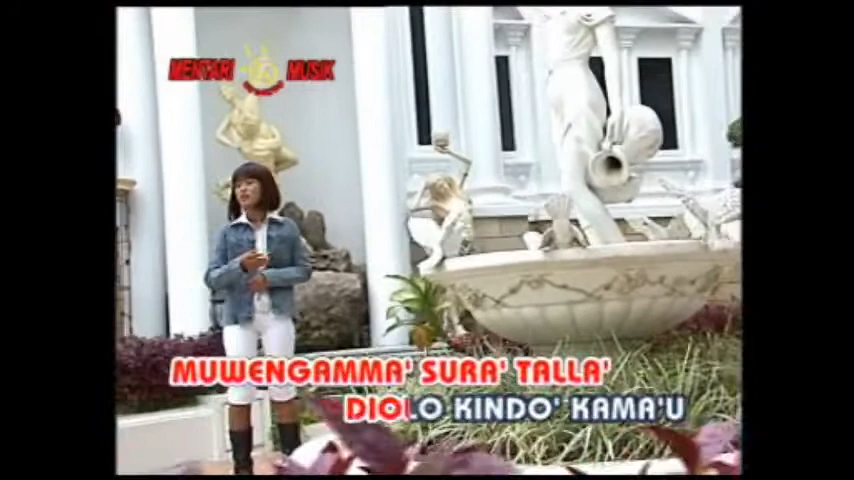 MENTARI MUSIK
MUWENGAMMA' SURA' TALLA'
DIOLO KINDO' KAMA'U